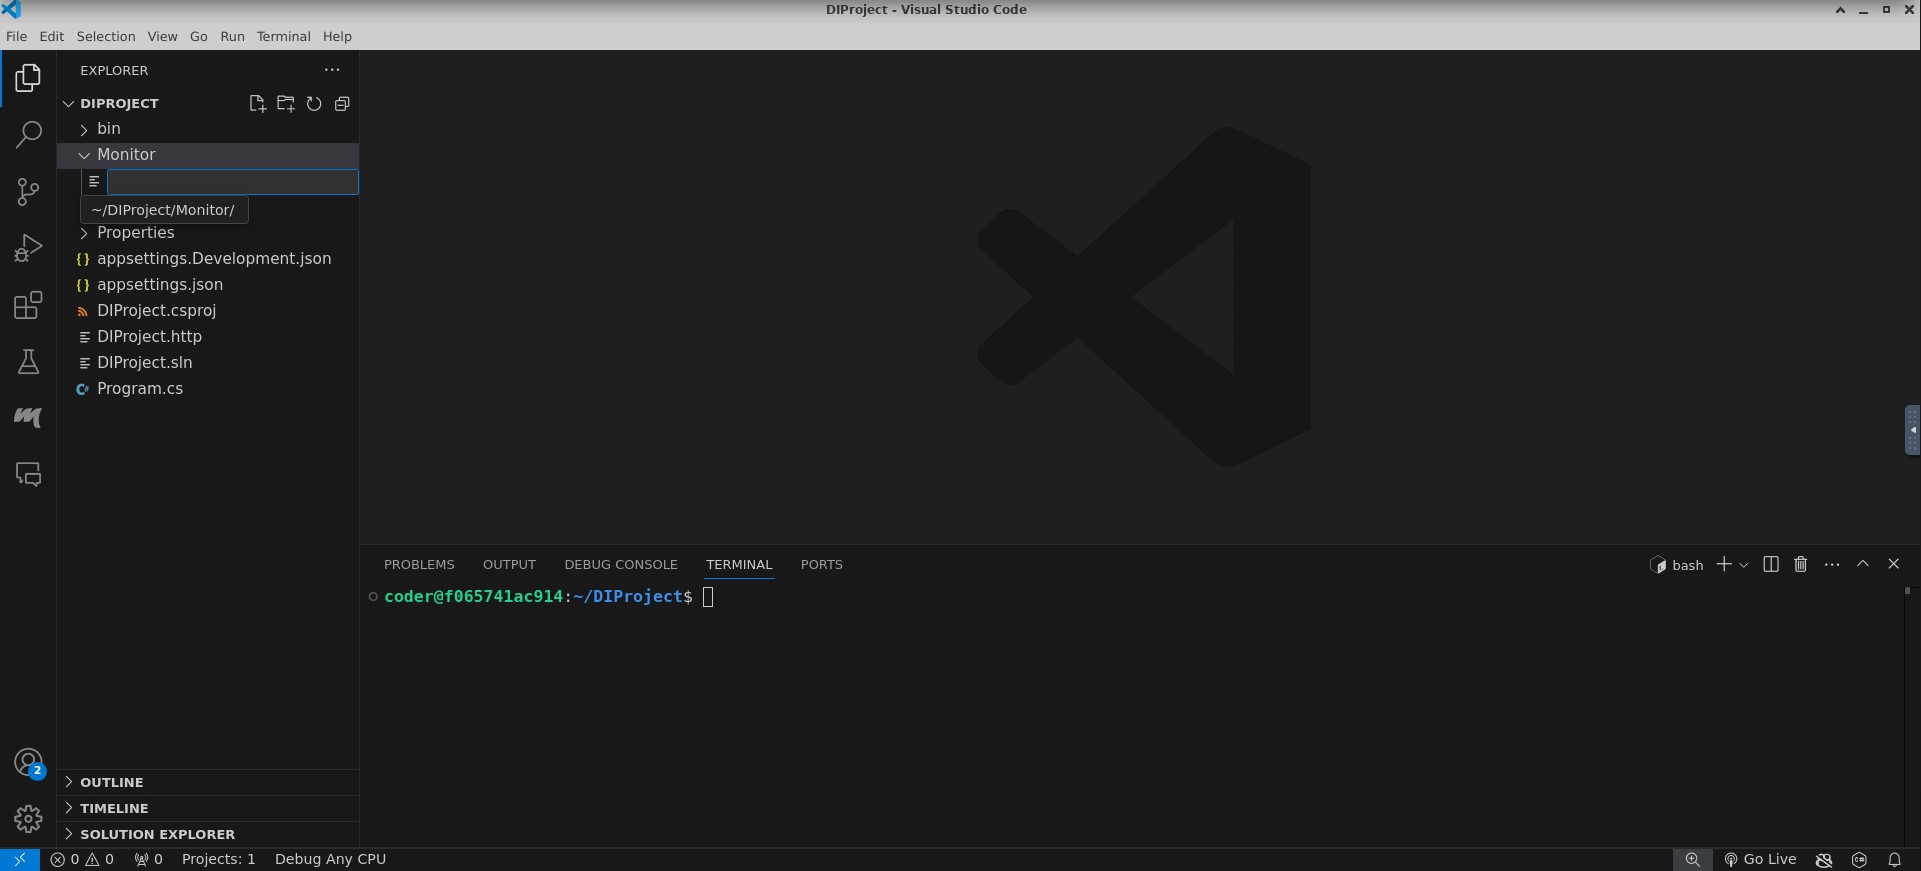 DIProject - Visual Studio Code
File Edit Selection View Go Run Terminal Help
EXPLORER
DIPROJECT
bin
Monitor
~/DIProject/Monitor/
Properties
appsettings.Development.json
appsettings.json
DIProject.csproj
DIProject.http
DIProject.sln
Program.cs
OUTLINE
TIMELINE
SOLUTION EXPLORER
PROBLEMS OUTPUT DEBUG CONSOLE TERMINAL PORTS
bash
coder@f065741ac914:~/DIProject$
2
0 0 0 Projects: 1 Debug Any CPU
Go Live